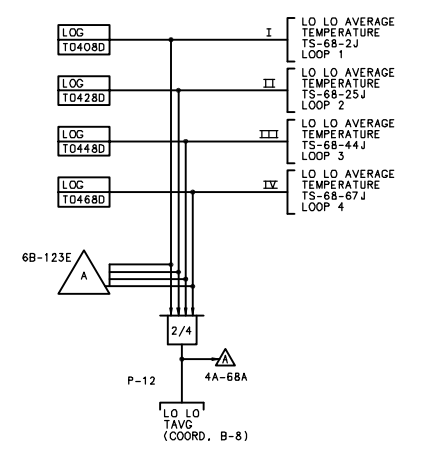 LOG
T0408D
I
LO LO AVERAGE
TEMPERATURE
TS-68-2J
LOOP 1
LOG
T0428D
II
LO LO AVERAGE
TEMPERATURE
TS-68-25J
LOOP 2
LOG
T0448D
III
LO LO AVERAGE
TEMPERATURE
TS-68-44J
LOOP 3
LOG
T0468D
IV
LO LO AVERAGE
TEMPERATURE
TS-68-67J
LOOP 4
6B-123E
A
2/4
A
4A-68A
P-12
LO LO
TAVG
(COORD. B-8)